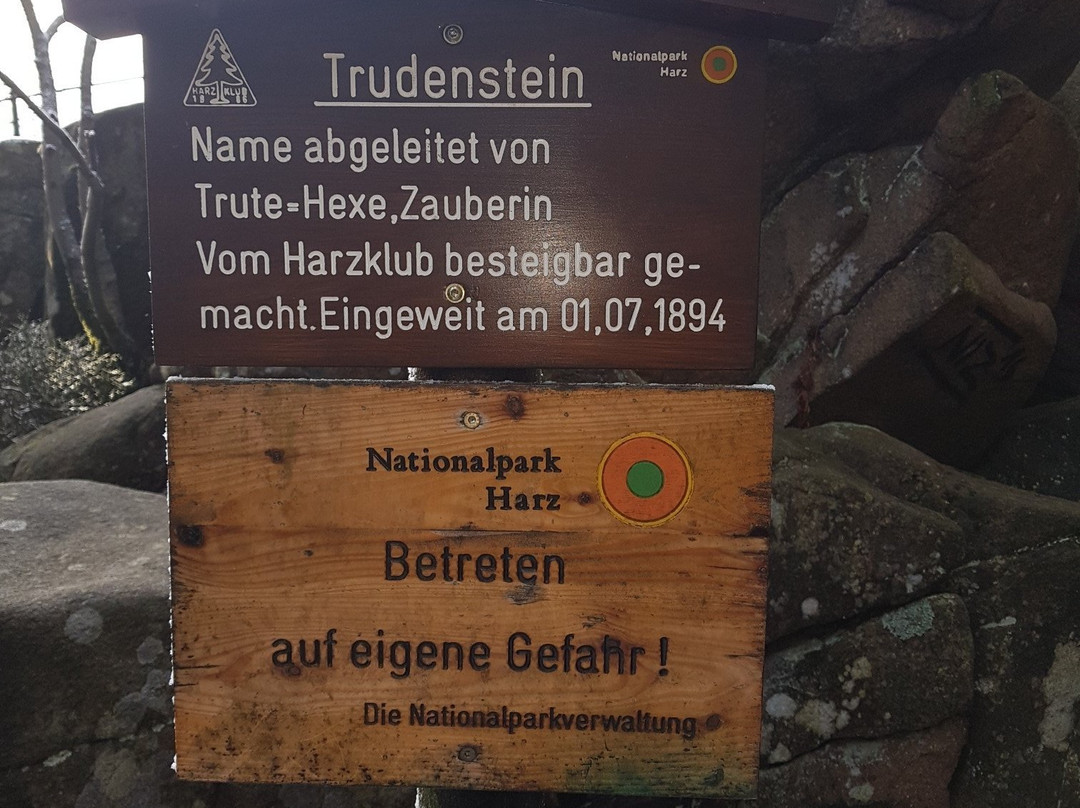 Trudenstein
Nationalpark
Harz
HARZ KLUB
1886
Name abgeleitet von
Trute=Hexe,Zauberin
Vom Harzklub besteigbar ge-
macht.Eingeweit am 01,07,1894
Nationalpark
Harz
Betreten
auf eigene Gefahr!
Die Nationalparkverwaltung